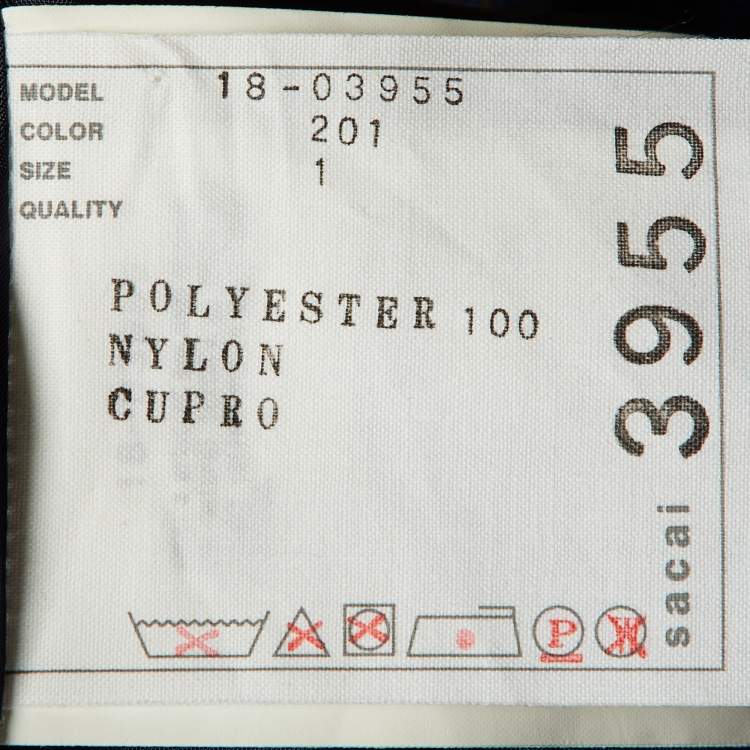 MODEL 18-03955
COLOR 201
SIZE 1
QUALITY
POLYESTER 100
NYLON
CUPRO
P
W
sacai 3955